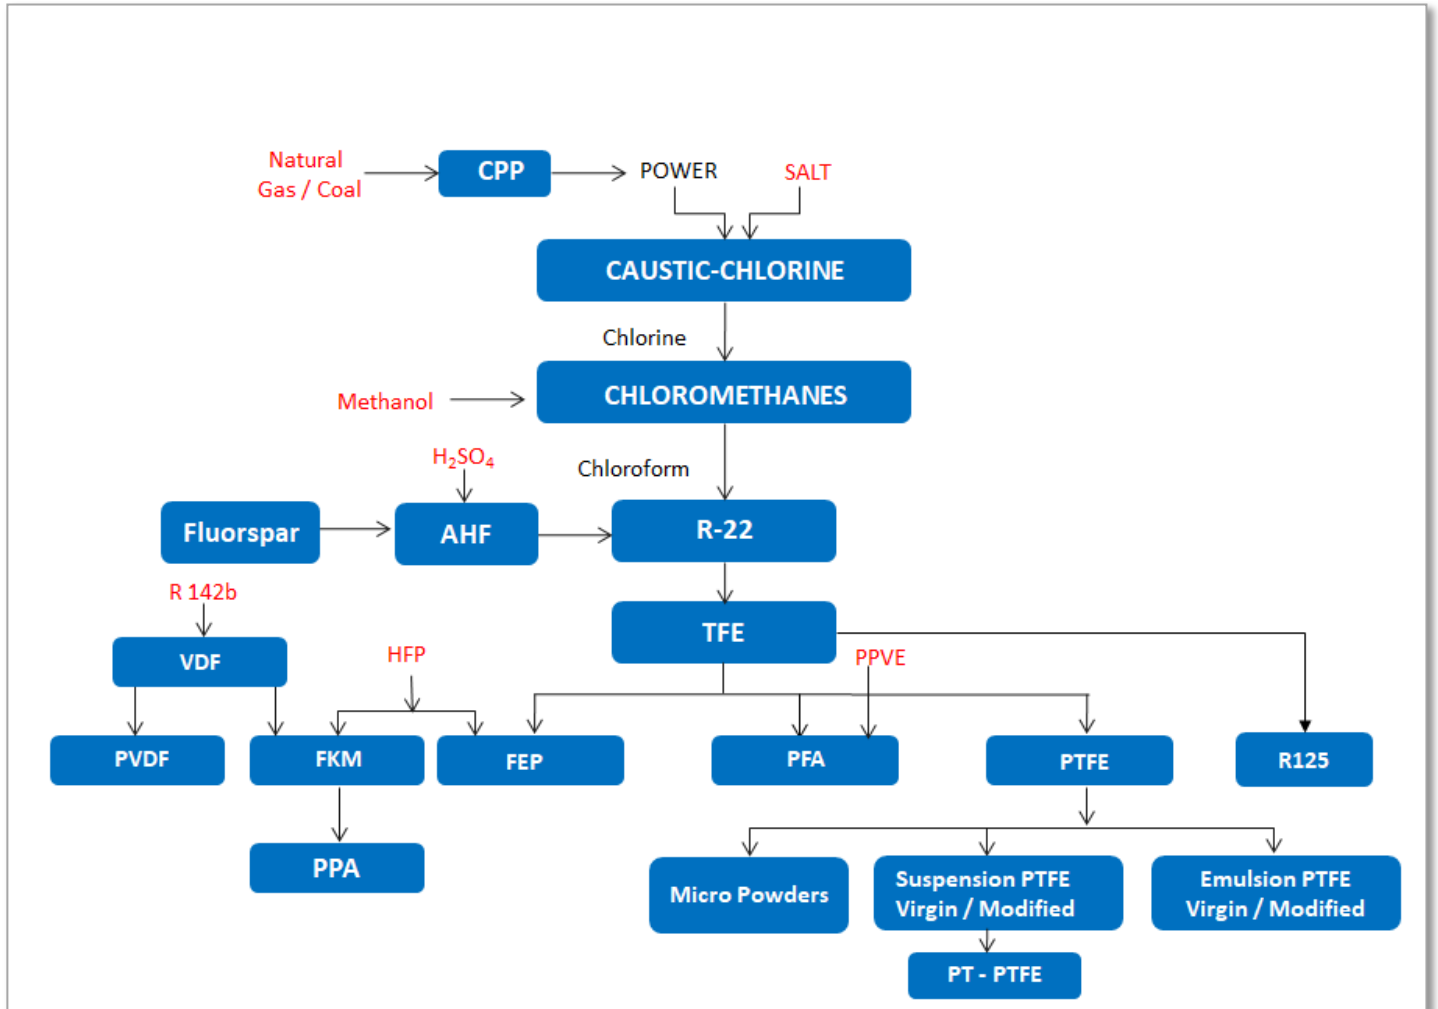 Natural
Gas / Coal
CPP
POWER
SALT
CAUSTIC-CHLORINE
Chlorine
CHLOROMETHANES
Methanol
H₂SO₄
Chloroform
Fluorspar
AHF
R-22
R 142b
TFE
VDF
HFP
PPVE
PVDF
FKM
FEP
PFA
PTFE
R125
PPA
Micro Powders
Suspension PTFE
Virgin / Modified
Emulsion PTFE
Virgin / Modified
PT - PTFE